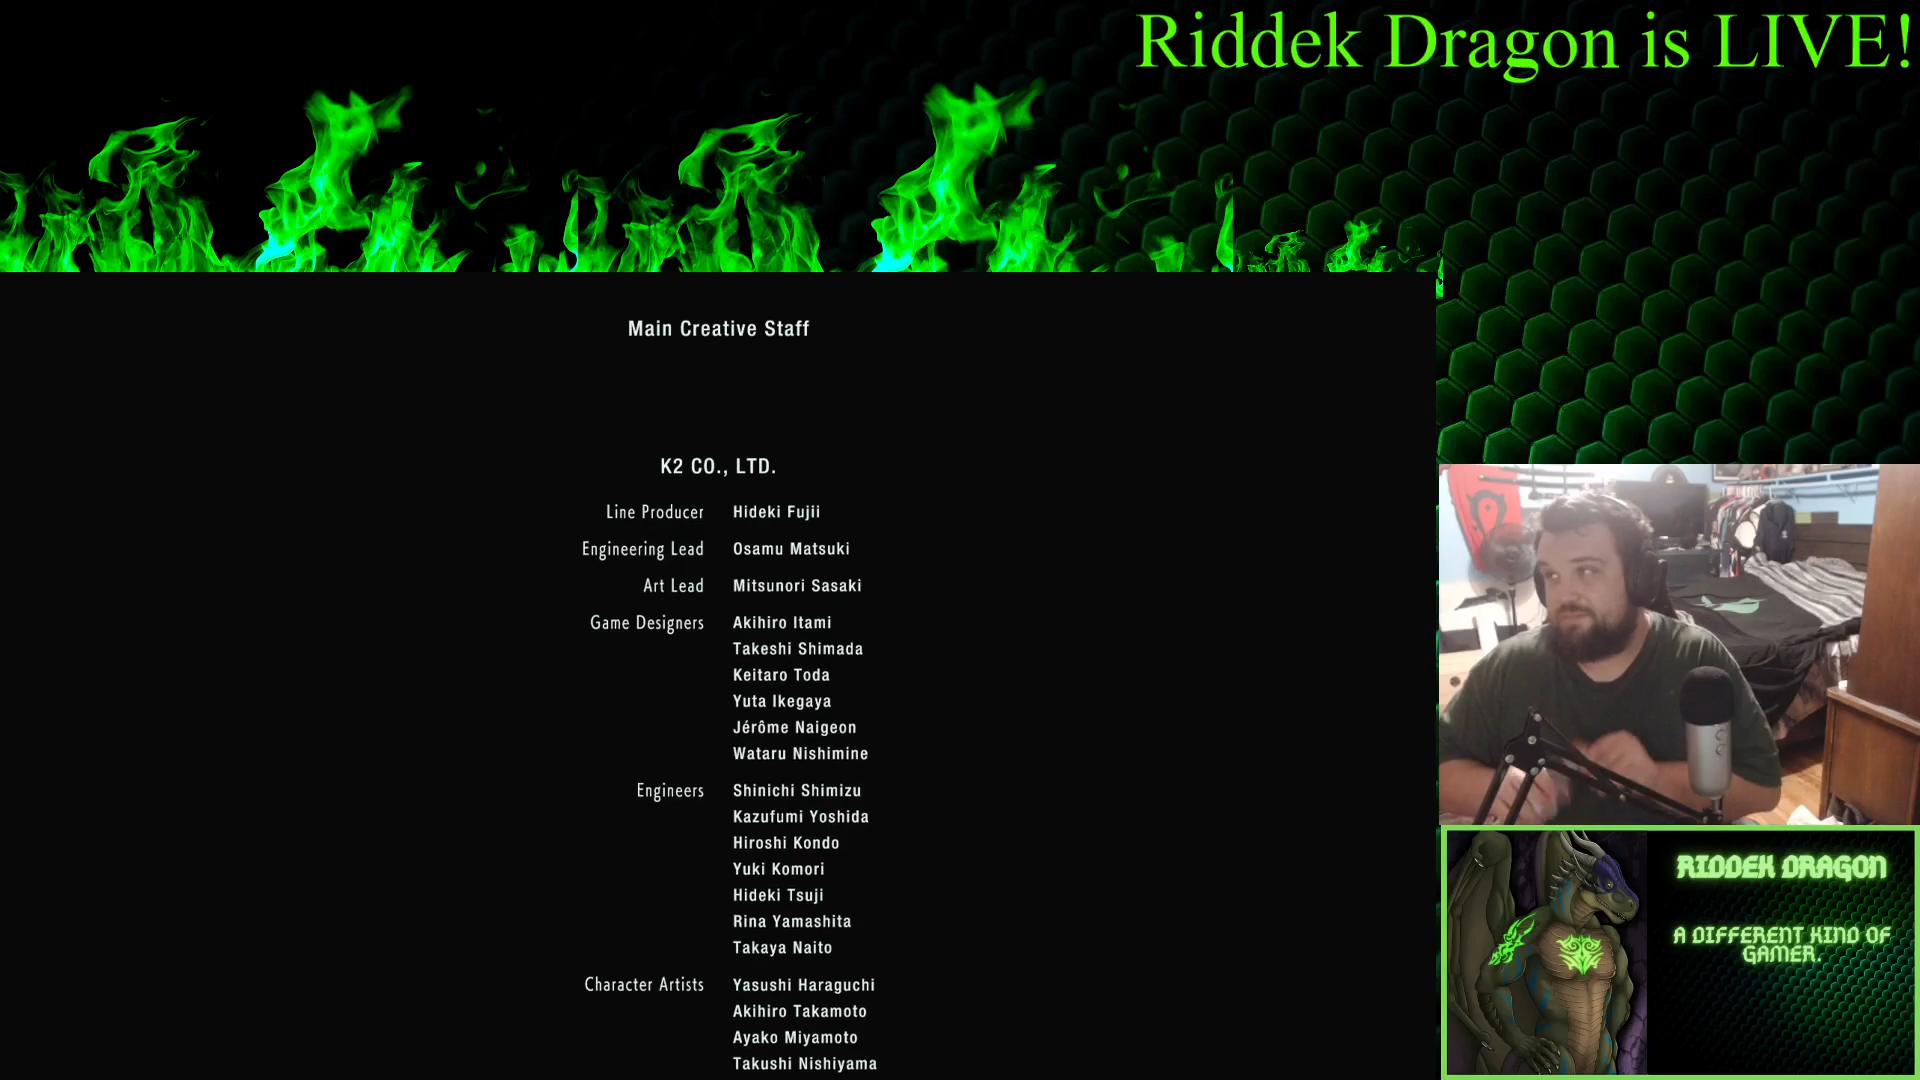 Riddek Dragon is LIVE!
Main Creative Staff
K2 CO., LTD.
Line Producer Hideki Fujii
Engineering Lead Osamu Matsuki
Art Lead Mitsunori Sasaki
Game Designers Akihiro Itami
Takeshi Shimada
Keitaro Toda
Yuta Ikegaya
Jérôme Naigeon
Wataru Nishimine
Engineers Shinichi Shimizu
Kazufumi Yoshida
Hiroshi Kondo
Yuki Komori
Hideki Tsuji
Rina Yamashita
Takaya Naito
Character Artists Yasushi Haraguchi
Akihiro Takamoto
Ayako Miyamoto
Takushi Nishiyama
RIDDEK DRAGON
A DIFFERENT KIND OF
GAMER.